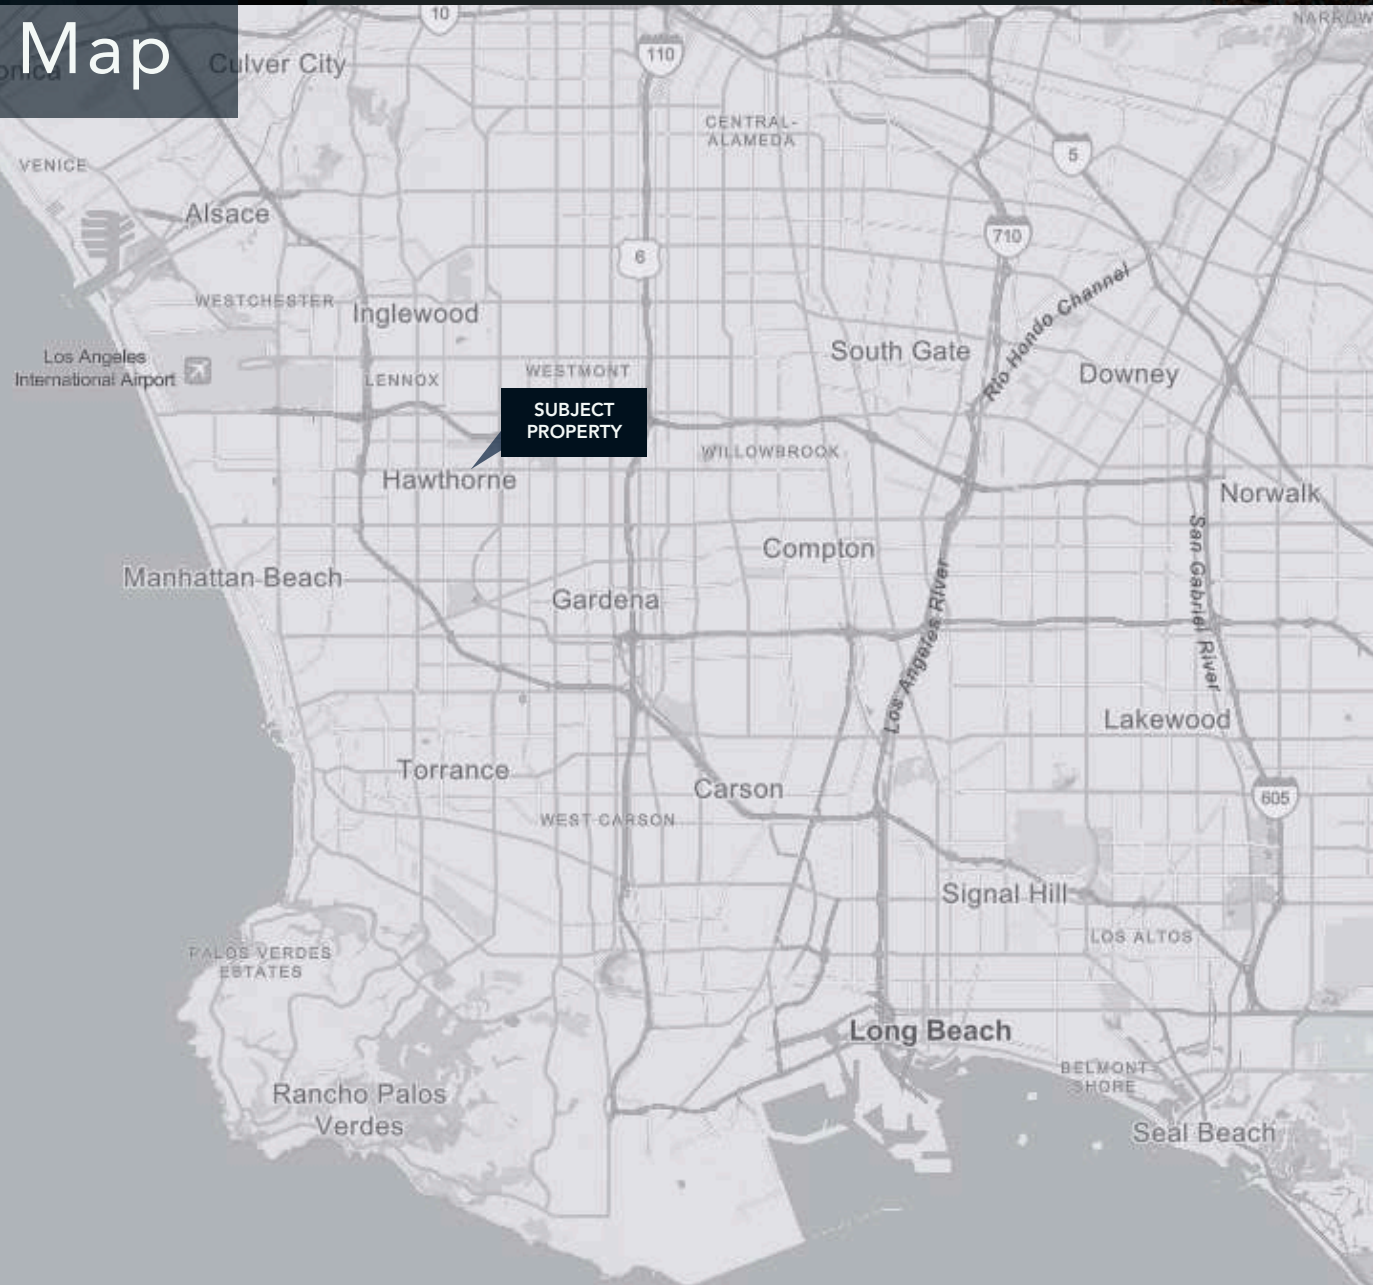 Map
10
NARROW
onica
Culver City
110
CENTRAL-
ALAMEDA
5
VENICE
Alsace
710
6
Rio Hondo Channel
WESTCHESTER
Inglewood
South Gate
Los Angeles
International Airport
LENNOX
WESTMONT
Downey
SUBJECT
PROPERTY
WILLOWBROOK
Hawthorne
Norwalk
San Gabriel River
Compton
Manhattan Beach
Gardena
Los Angeles River
Lakewood
Torrance
Carson
605
WEST CARSON
Signal Hill
LOS ALTOS
PALOS VERDES
ESTATES
Long Beach
BELMONT
SHORE
Rancho Palos
Verdes
Seal Beach